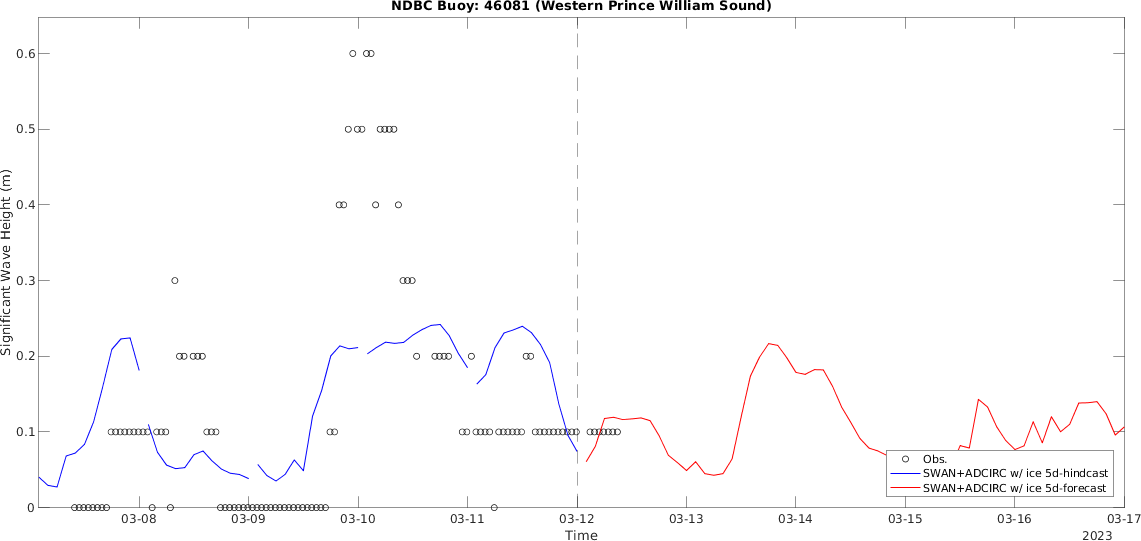 NDBC Buoy: 46081 (Western Prince William Sound)
Significant Wave Height (m)
0.6
0.5
0.4
0.3
0.2
0.1
0
Obs.
SWAN+ADCIRC w/ ice 5d-hindcast
SWAN+ADCIRC w/ ice 5d-forecast
03-08 03-09 03-10 03-11 03-12 03-13 03-14 03-15 03-16 03-17
Time
2023